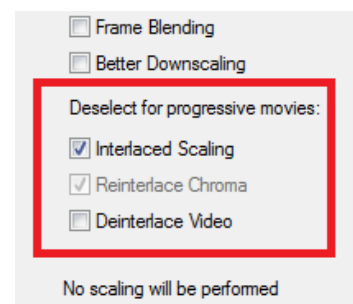 Frame Blending
Better Downscaling
Deselect for progressive movies:
Interlaced Scaling
Reinterlace Chroma
Deinterlace Video
No scaling will be performed